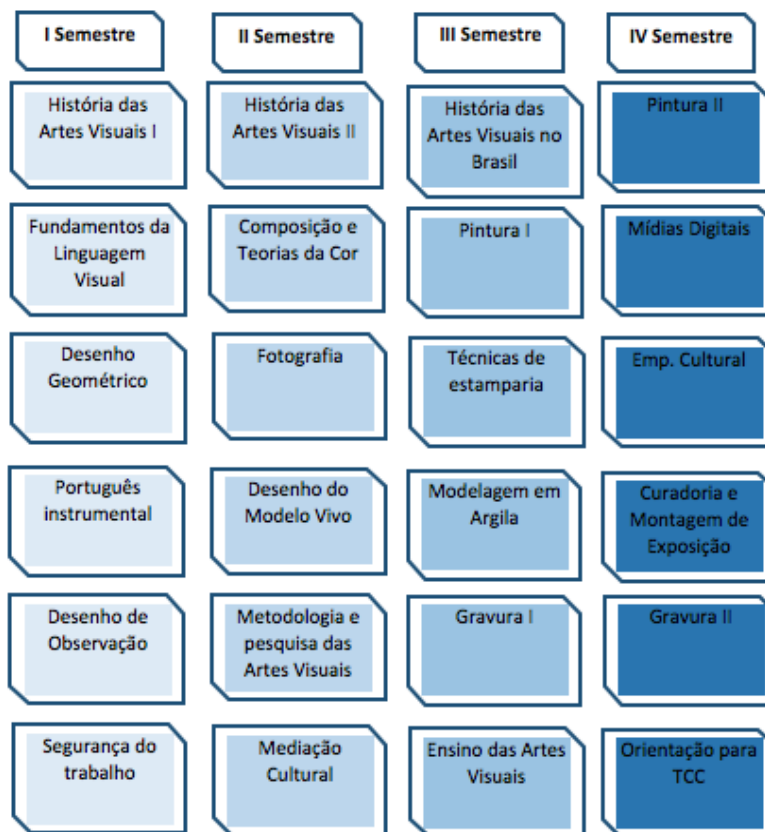 I Semestre
II Semestre
III Semestre
IV Semestre
História das
Artes Visuais I
História das
Artes Visuais II
História das
Artes Visuais no
Brasil
Pintura II
Fundamentos da
Linguagem
Visual
Composição e
Teorias da Cor
Pintura I
Mídias Digitais
Desenho
Geométrico
Fotografia
Técnicas de
estamparia
Emp. Cultural
Português
instrumental
Desenho do
Modelo Vivo
Modelagem em
Argila
Curadoria e
Montagem de
Exposição
Desenho de
Observação
Metodologia e
pesquisa das
Artes Visuais
Gravura I
Gravura II
Segurança do
trabalho
Mediação
Cultural
Ensino das Artes
Visuais
Orientação para
TCC